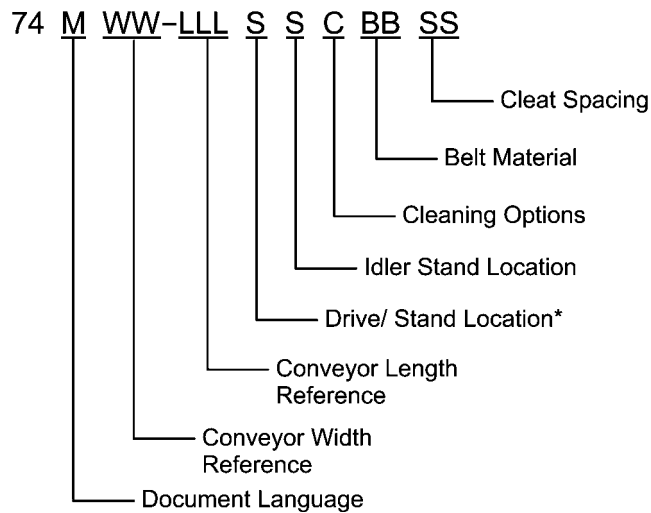 74 M WW-LLL S S C BB SS
Cleat Spacing
Belt Material
Cleaning Options
Idler Stand Location
Drive/ Stand Location*
Conveyor Length
Reference
Conveyor Width
Reference
Document Language